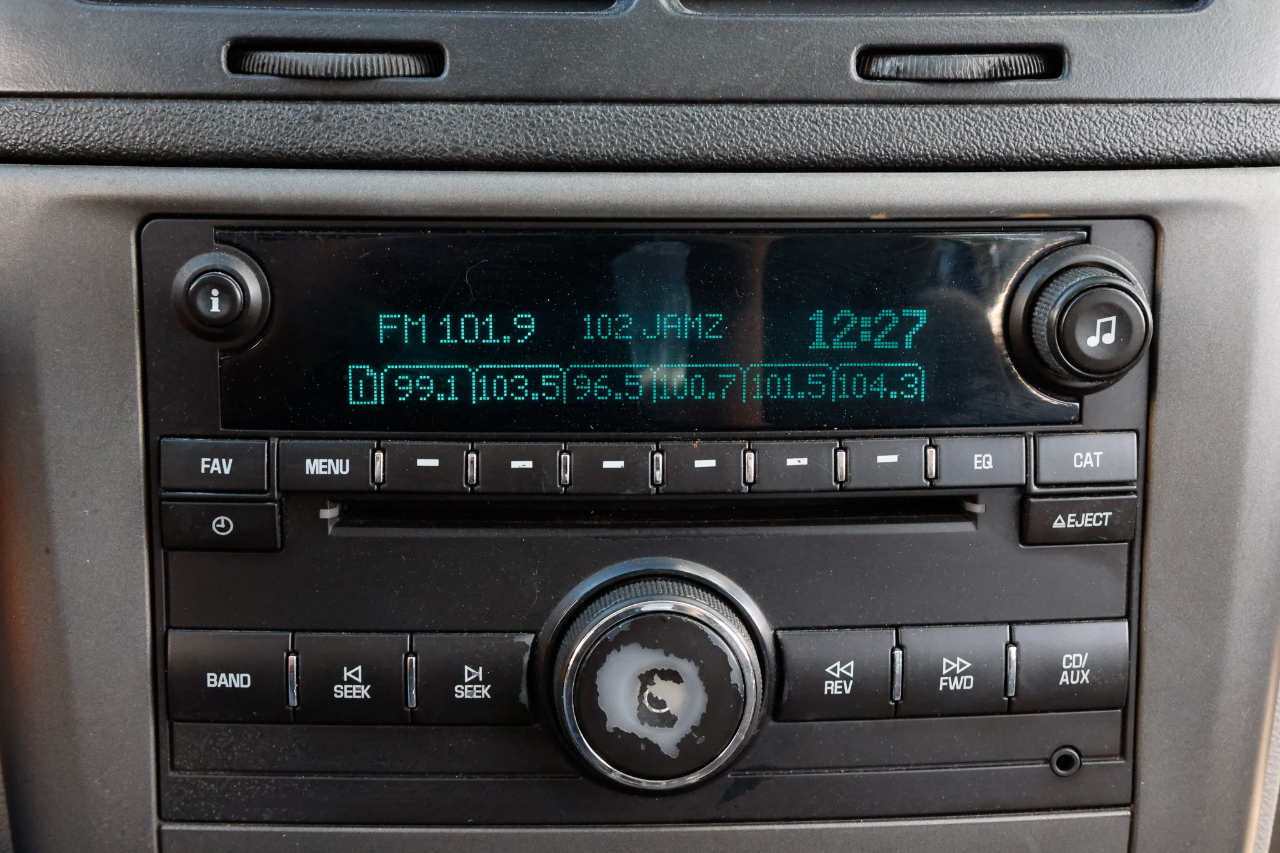 i
FM 101.9 102 JAMZ 12:27
1 99.1 103.5 96.5 100.7 101.5 104.3
FAV MENU EQ CAT
▲EJECT
BAND SEEK SEEK REV FWD CD/
AUX